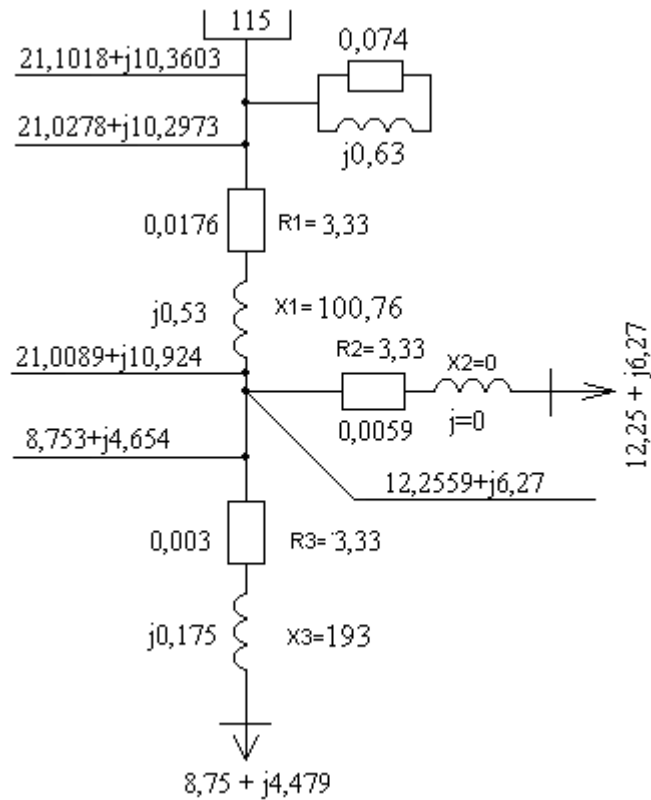 115
0,074
21,1018+j10,3603
21,0278+j10,2973
j0,63
0,0176
R1= 3,33
j0,53
X1=100,76
R2=3,33
X2=0
21,0089+j10,924
0,0059
j=0
12,25 + j6,27
8,753+j4,654
12,2559+j6,27
0,003
R3= 3,33
j0,175
X3=193
8,75 + j4,479